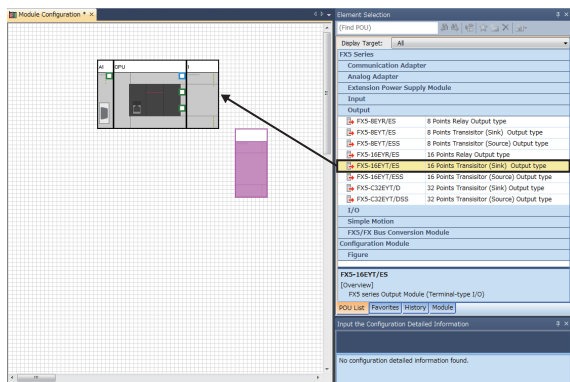 Module Configuration *
AI
CPU
1
Element Selection
(Find POU)
Display Target: All
FX5 Series
Communication Adapter
Analog Adapter
Extension Power Supply Module
Input
Output
FX5-8EYR/ES 8 Points Relay Output type
FX5-8EYT/ES 8 Points Transistor (Sink) Output type
FX5-8EYT/ESS 8 Points Transistor (Source) Output type
FX5-16EYR/ES 16 Points Relay Output type
FX5-16EYT/ES 16 Points Transisitor (Sink) Output type
FX5-16EYT/ESS 16 Points Transisitor (Source) Output type
FX5-C32EYT/D 32 Points Transistor (Sink) Output type
FX5-C32EYT/DSS 32 Points Transistor (Source) Output type
I/O
Simple Motion
FX5/FX Bus Conversion Module
Configuration Module
Figure
FX5-16EYT/ES
[Overview]
FX5 series Output Module (Terminal-type I/O)
POU List Favorites History Module
Input the Configuration Detailed Information
No configuration detailed information found.